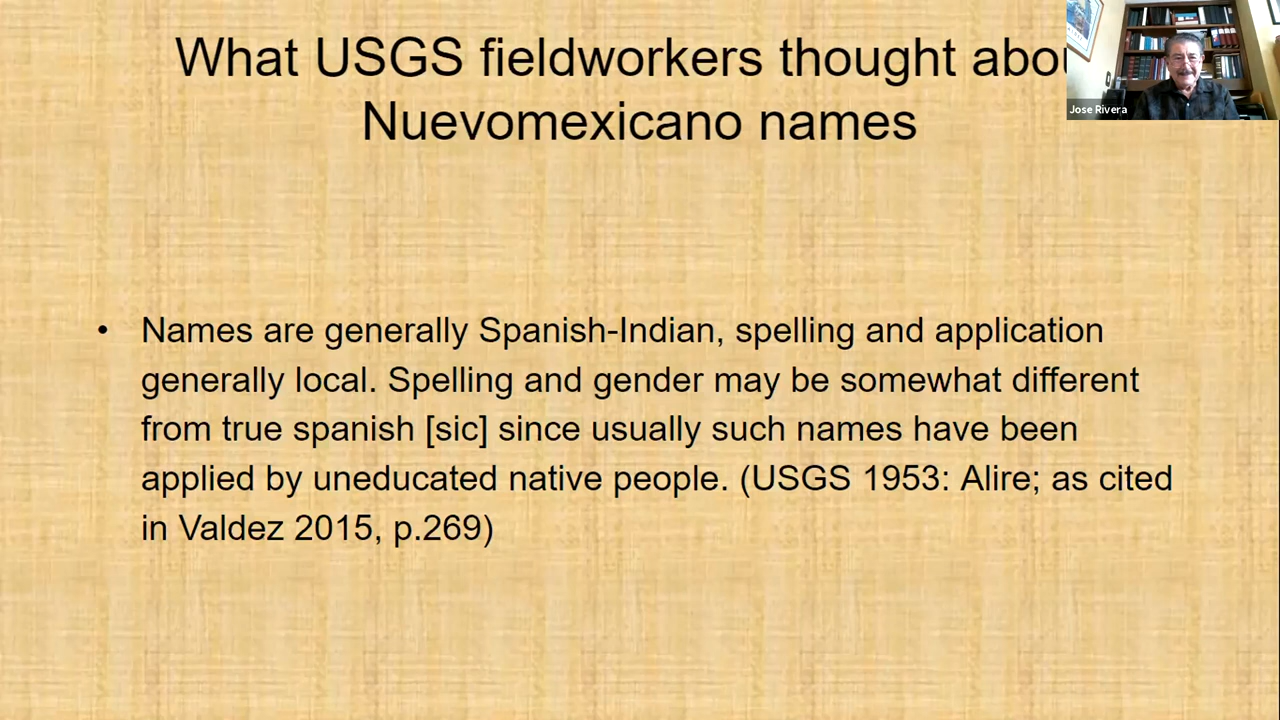 What USGS fieldworkers thought
Nuevomexicano names
Jose Rivera
• Names are generally Spanish-Indian, spelling and application
generally local. Spelling and gender may be somewhat different
from true spanish [sic] since usually such names have been
applied by uneducated native people. (USGS 1953: Alire; as cited
in Valdez 2015, p.269)